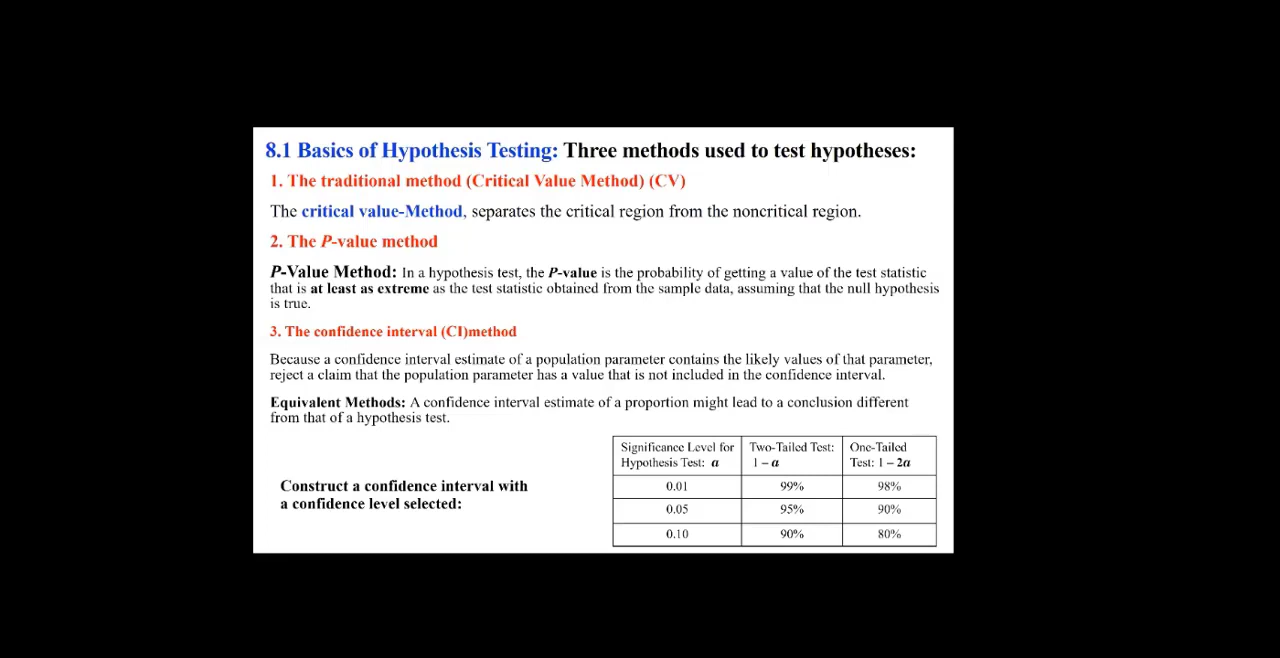 8.1 Basics of Hypothesis Testing: Three methods used to test hypotheses:
1. The traditional method (Critical Value Method) (CV)
The critical value-Method, separates the critical region from the noncritical region.
2. The P-value method
P-Value Method: In a hypothesis test, the P-value is the probability of getting a value of the test statistic
that is at least as extreme as the test statistic obtained from the sample data, assuming that the null hypothesis
is true.
3. The confidence interval (CI)method
Because a confidence interval estimate of a population parameter contains the likely values of that parameter,
reject a claim that the population parameter has a value that is not included in the confidence interval.
Equivalent Methods: A confidence interval estimate of a proportion might lead to a conclusion different
from that of a hypothesis test.
Construct a confidence interval with
a confidence level selected:
Significance Level for Two-Tailed Test: One-Tailed
Hypothesis Test: α 1 – α Test: 1 – 2α
0.01 99% 98%
0.05 95% 90%
0.10 90% 80%